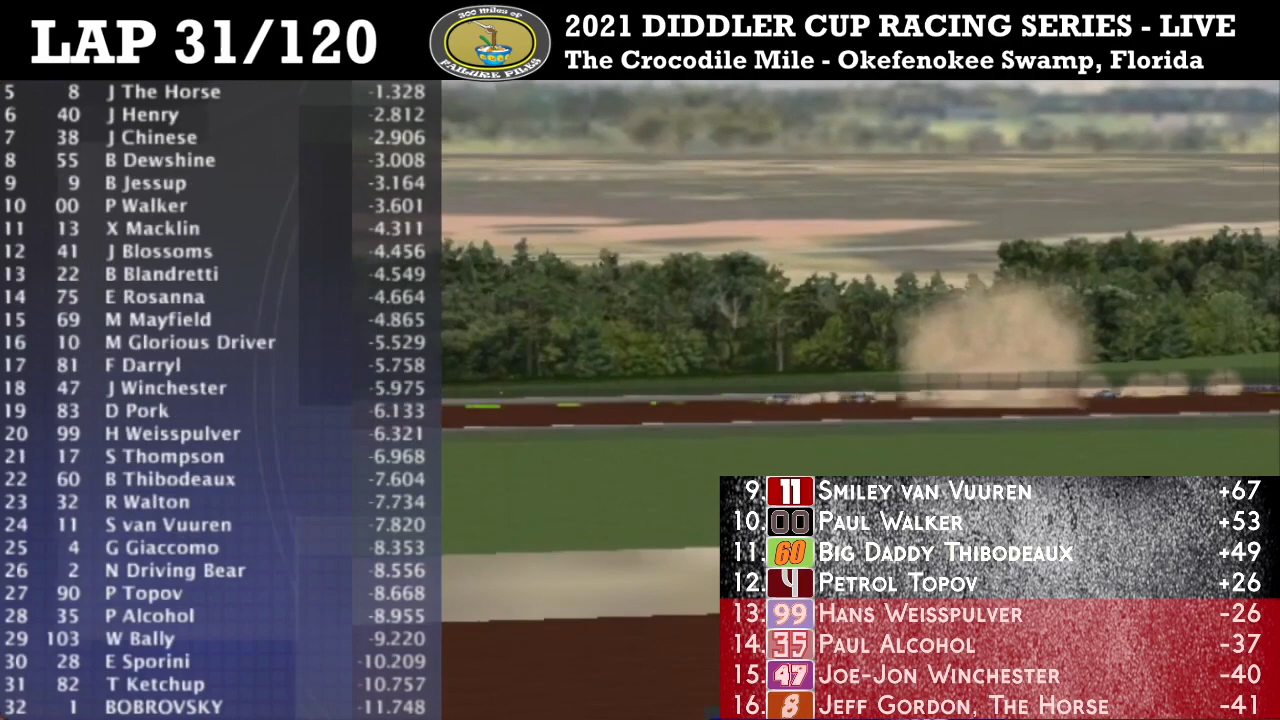 LAP 31/120
300 Miles of
FAILURE PILES
2021 DIDDLER CUP RACING SERIES - LIVE
The Crocodile Mile - Okefenokee Swamp, Florida
5 8 J The Horse -1.328
6 40 J Henry -2.812
7 38 J Chinese -2.906
8 55 B Dewshine -3.008
9 9 B Jessup -3.164
10 00 P Walker -3.601
11 13 X Macklin -4.311
12 41 J Blossoms -4.456
13 22 B Blandretti -4.549
14 75 E Rosanna -4.664
15 69 M Mayfield -4.865
16 10 M Glorious Driver -5.529
17 81 F Darryl -5.758
18 47 J Winchester -5.975
19 83 D Pork -6.133
20 99 H Weisspulver -6.321
21 17 S Thompson -6.968
22 60 B Thibodeaux -7.604
23 32 R Walton -7.734
24 11 S van Vuuren -7.820
25 4 G Giaccomo -8.353
26 2 N Driving Bear -8.556
27 90 P Topov -8.668
28 35 P Alcohol -8.955
29 103 W Bally -9.220
30 28 E Sporini -10.209
31 82 T Ketchup -10.757
32 1 BOBROVSKY -11.748
9. 11 Smiley van Vuuren +67
10. 00 Paul Walker +53
11. 60 Big Daddy Thibodeaux +49
12. 4 Petrol Topov +26
13. 99 Hans Weisspulver -26
14. 35 Paul Alcohol -37
15. 47 Joe-Jon Winchester -40
16. 8 Jeff Gordon, The Horse -41